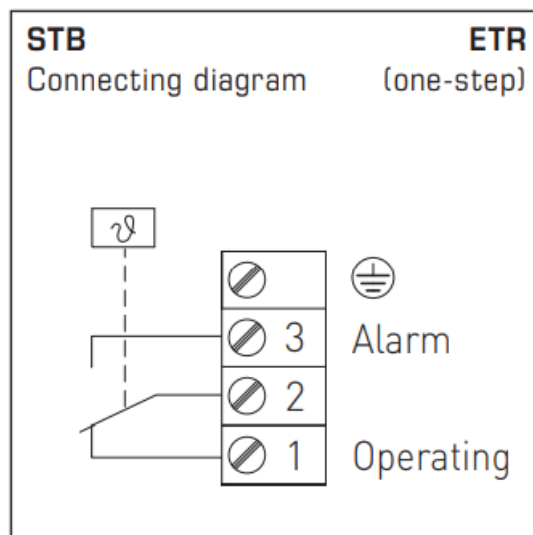 STB ETR
Connecting diagram (one-step)
ϑ
3 Alarm
2
1 Operating